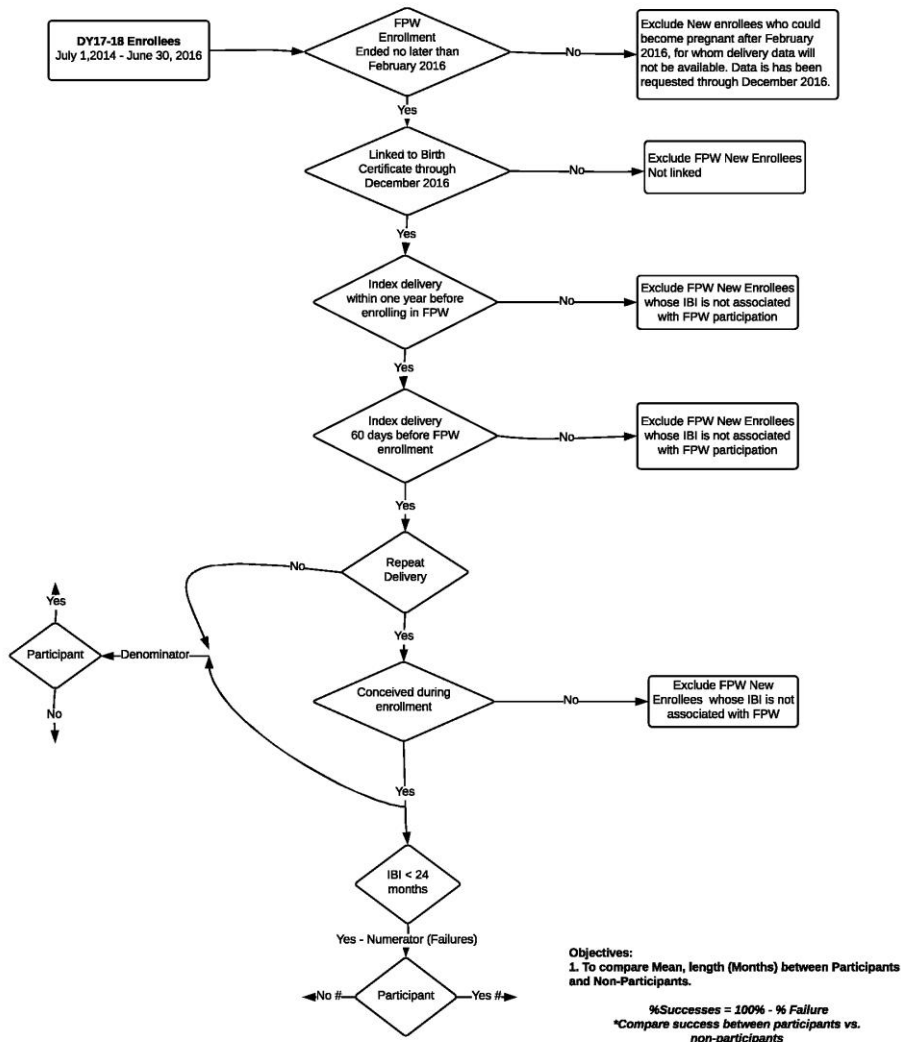 DY17-18 Enrollees
July 1,2014 - June 30, 2016
FPW
Enrollment
Ended no later than
February 2016
No
Exclude New enrollees who could
become pregnant after February
2016, for whom delivery data will
not be available. Data is has been
requested through December 2016.
Yes
Linked to Birth
Certificate through
December 2016
No
Exclude FPW New Enrollees
Not linked
Yes
Index delivery
within one year before
enrolling in FPW
No
Exclude FPW New Enrollees
whose IBI is not associated
with FPW participation
Yes
Index delivery
60 days before FPW
enrollment
No
Exclude FPW New Enrollees
whose IBI is not associated
with FPW participation
Yes
Repeat
Delivery
No
Yes
Yes
Participant
Denominator
No
Conceived during
enrollment
No
Exclude FPW New
Enrollees whose IBI is not
associated with FPW
Yes
IBI < 24
months
Yes - Numerator (Failures)
Participant
No #
Yes #
Objectives:
1. To compare Mean, length (Months) between Participants
and Non-Participants.
%Successes = 100% - % Failure
*Compare success between participants vs.
non-participants